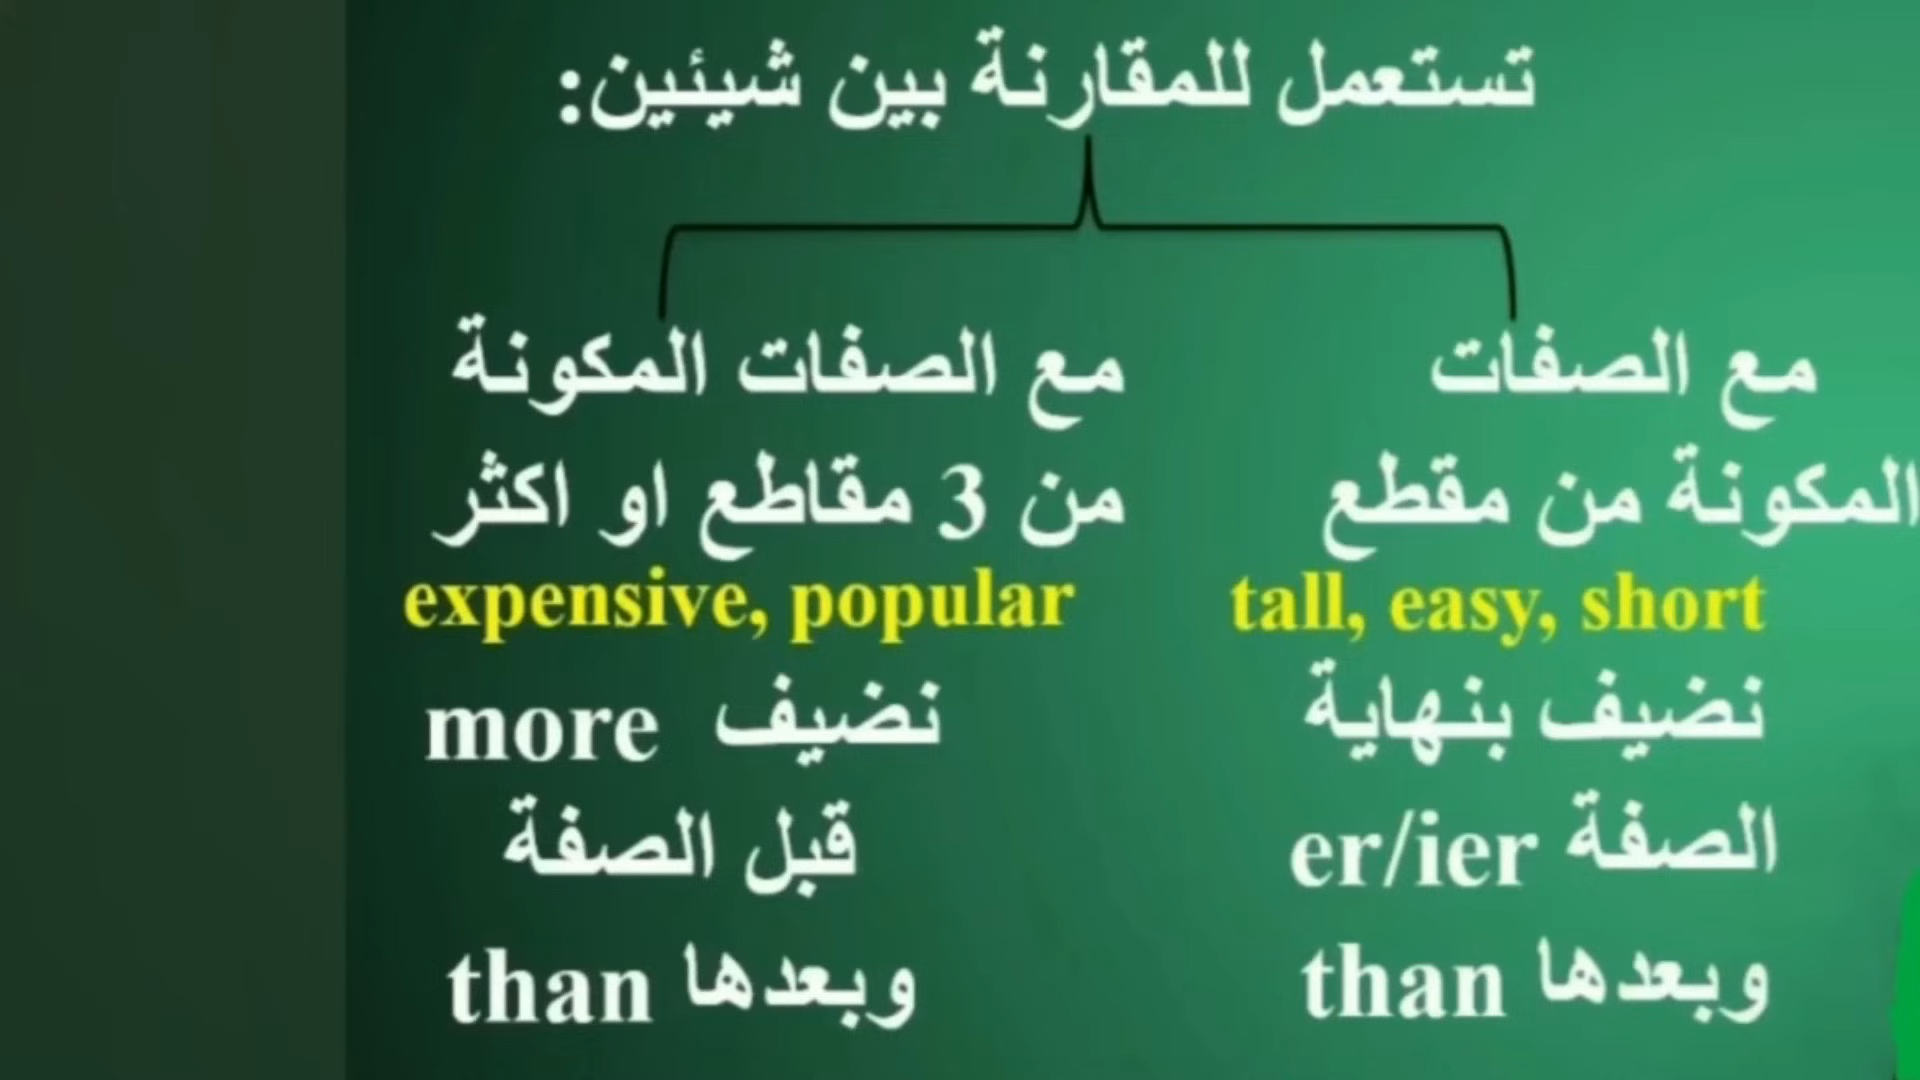 تستعمل للمقارنة بين شيئين:
مع الصفات
المكونة من مقطع
tall, easy, short
نضيف بنهاية
الصفة er/ier
وبعدها than
مع الصفات المكونة
من 3 مقاطع او اكثر
expensive, popular
نضيف more
قبل الصفة
وبعدها than